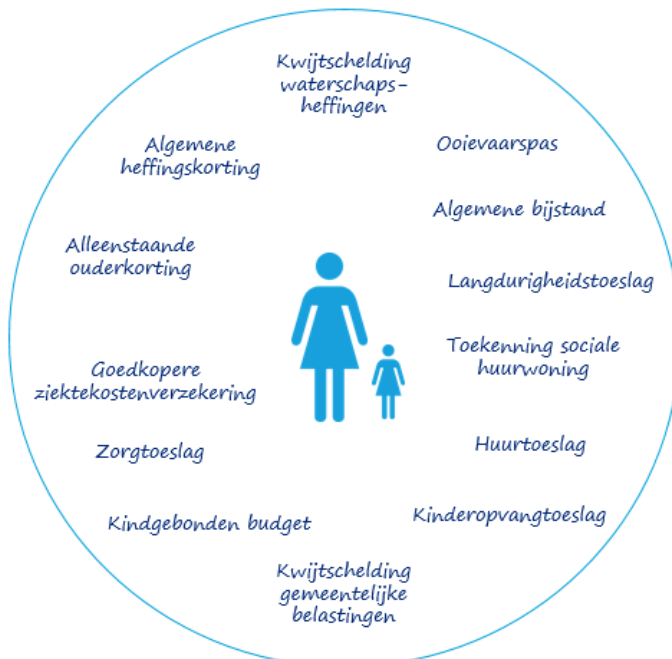 Kwijtschelding
waterschaps-
heffingen
Algemene
heffingskorting
Ooievaarspas
Algemene bijstand
Alleenstaande
ouderkorting
Langdurigheidstoeslag
Toekenning sociale
huurwoning
Goedkopere
ziektekostenverzekering
Zorgtoeslag
Huurtoeslag
Kindgebonden budget
Kinderopvangtoeslag
Kwijtschelding
gemeentelijke
belastingen